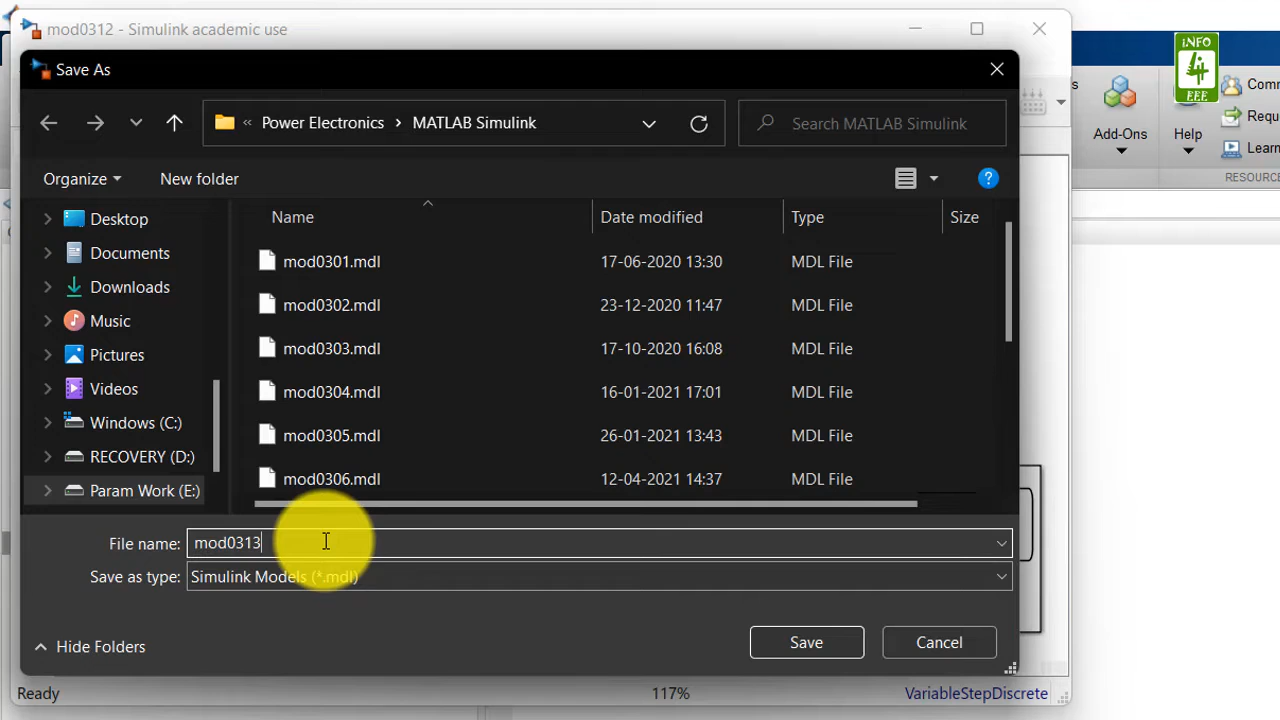 mod0312 - Simulink academic use
Save As
INFO
EEE
Add-Ons
Help
Comm
Requ
Learn
RESOURC
« Power Electronics › MATLAB Simulink
Search MATLAB Simulink
Organize
New folder
?
Name
Date modified
Type
Size
Desktop
Documents
Downloads
Music
Pictures
Videos
Windows (C:)
RECOVERY (D:)
Param Work (E:)
mod0301.mdl 17-06-2020 13:30 MDL File
mod0302.mdl 23-12-2020 11:47 MDL File
mod0303.mdl 17-10-2020 16:08 MDL File
mod0304.mdl 16-01-2021 17:01 MDL File
mod0305.mdl 26-01-2021 13:43 MDL File
mod0306.mdl 12-04-2021 14:37 MDL File
File name: mod0313
Save as type: Simulink Models (*.mdl)
Hide Folders
Save
Cancel
Ready
117%
VariableStepDiscrete